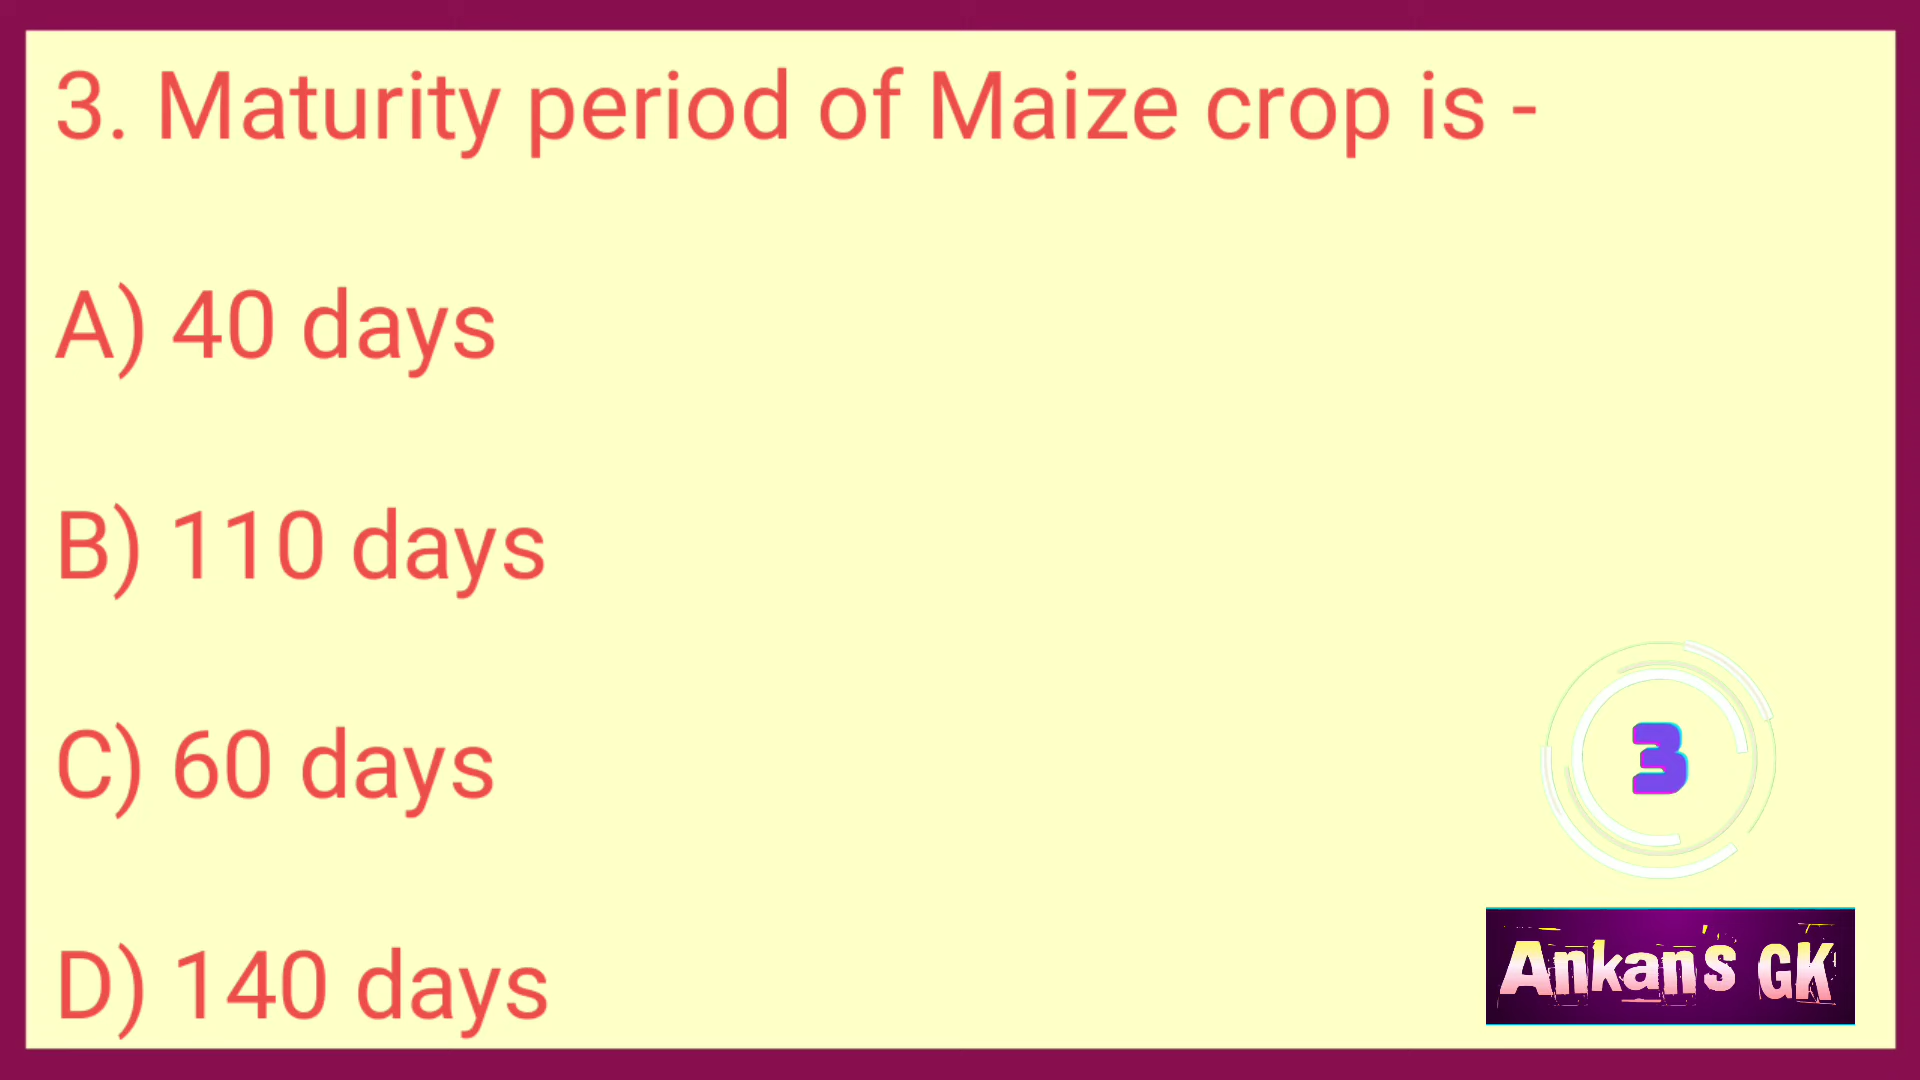 3. Maturity period of Maize crop is -
A) 40 days
B) 110 days
C) 60 days
D) 140 days
3
Ankan's GK